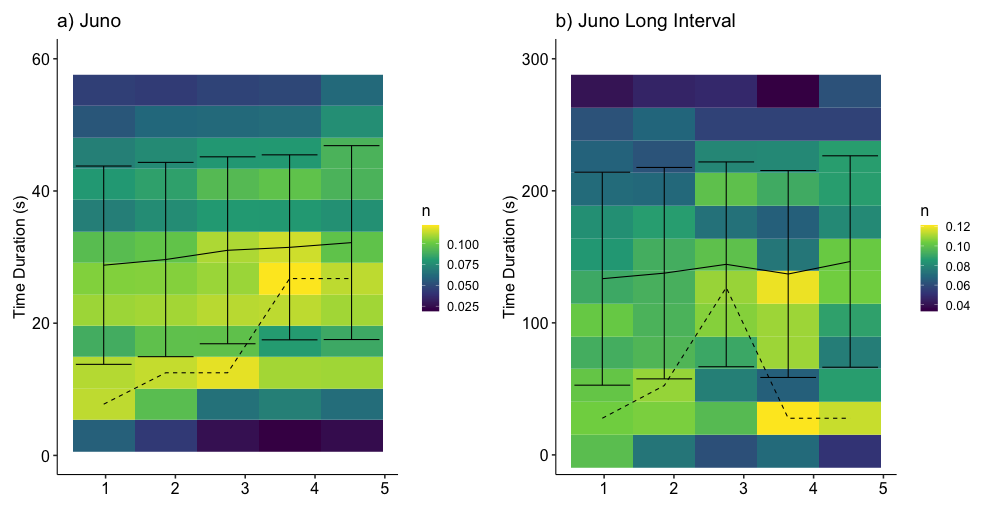 a) Juno
Time Duration (s)
60
40
20
0
1 2 3 4 5
n
0.100
0.075
0.050
0.025
b) Juno Long Interval
Time Duration (s)
300
200
100
0
1 2 3 4 5
n
0.12
0.10
0.08
0.06
0.04